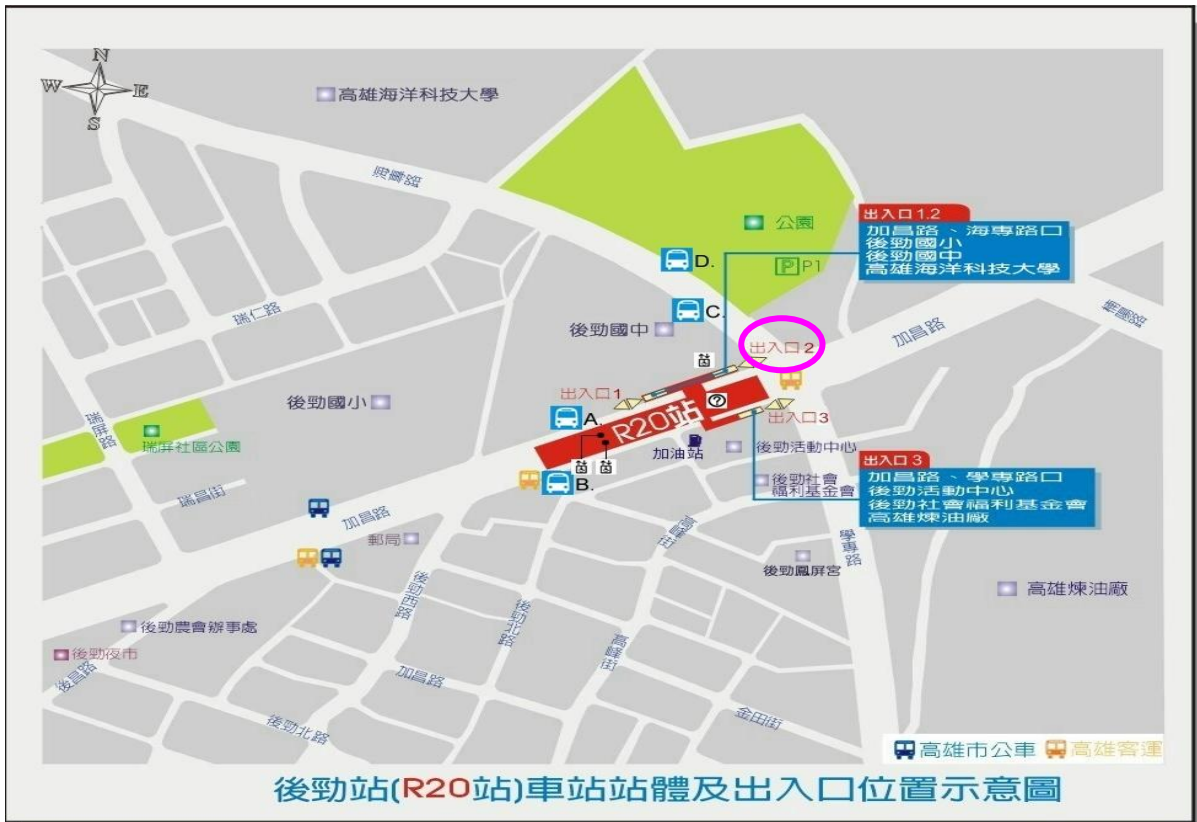 N
W
E
S
高雄海洋科技大學
海專路
公園
出入口1.2
加昌路、海專路口
後勁國小
後勁國中
高雄海洋科技大學
D.
P P1
C.
瑞仁路
後勁國中
加昌路
出入口2
茴
出入口1
後勁國小
A.
R20站
?
出入口3
瑞屏路
瑞屏社區公園
加油站
後勁活動中心
茴 茴
B.
後勁社會
福利基金會
出入口3
加昌路、學專路口
後勁活動中心
後勁社會福利基金會
高雄煉油廠
瑞昌街
加昌路
高峰街
郵局
學專路
後勁鳳屏宮
後勁西路
後勁北路
高雄煉油廠
後勁農會辦事處
高峰街
後勁夜市
後昌路
加昌路
金田街
後勁北路
高雄市公車
高雄客運
後勁站(R20站)車站站體及出入口位置示意圖